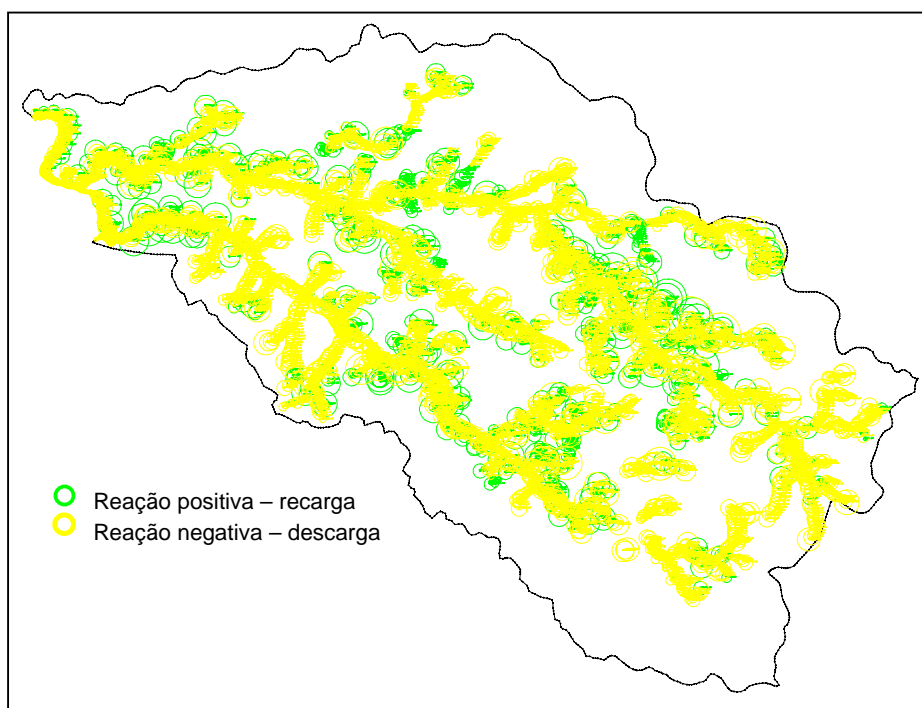 Reação positiva – recarga
Reação negativa – descarga